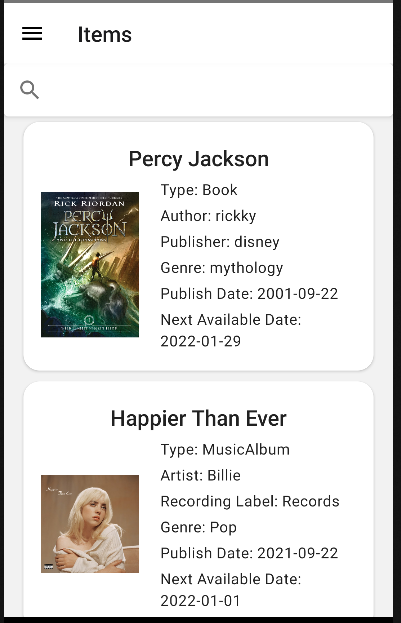 Items
Percy Jackson
RICK RIORDAN
PERCY
JACKSON
Type: Book
Author: rickky
Publisher: disney
Genre: mythology
Publish Date: 2001-09-22
Next Available Date:
2022-01-29
Happier Than Ever
Type: MusicAlbum
Artist: Billie
Recording Label: Records
Genre: Pop
Publish Date: 2021-09-22
Next Available Date:
2022-01-01